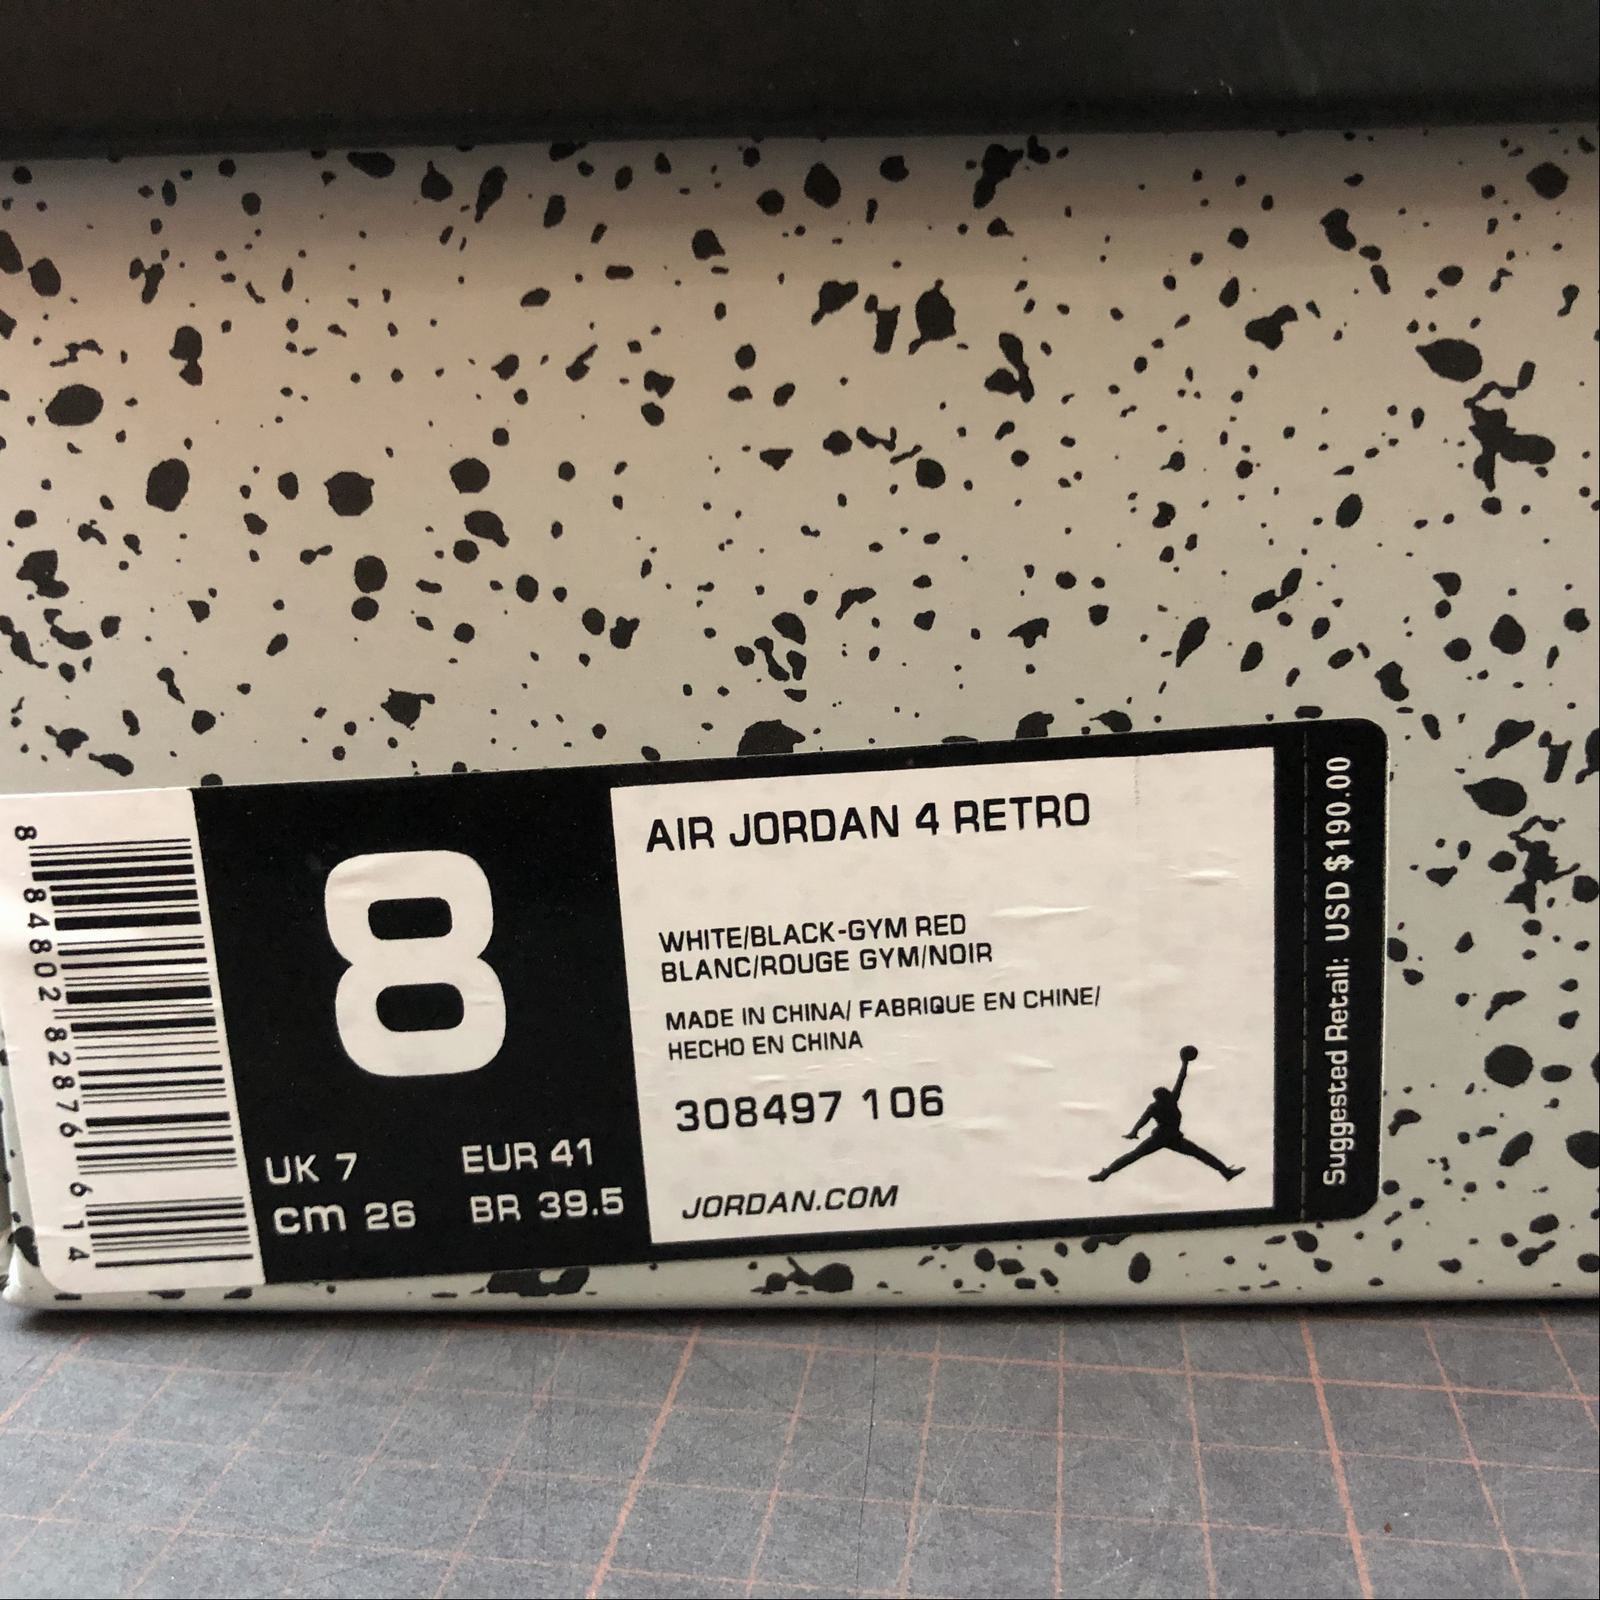 8 84802 82876 6 14
8
UK 7 EUR 41
cm 26 BR 39.5
AIR JORDAN 4 RETRO
WHITE/BLACK-GYM RED
BLANC/ROUGE GYM/NOIR
MADE IN CHINA/ FABRIQUE EN CHINE/
HECHO EN CHINA
308497 106
JORDAN.COM
Suggested Retail: USD $190.00